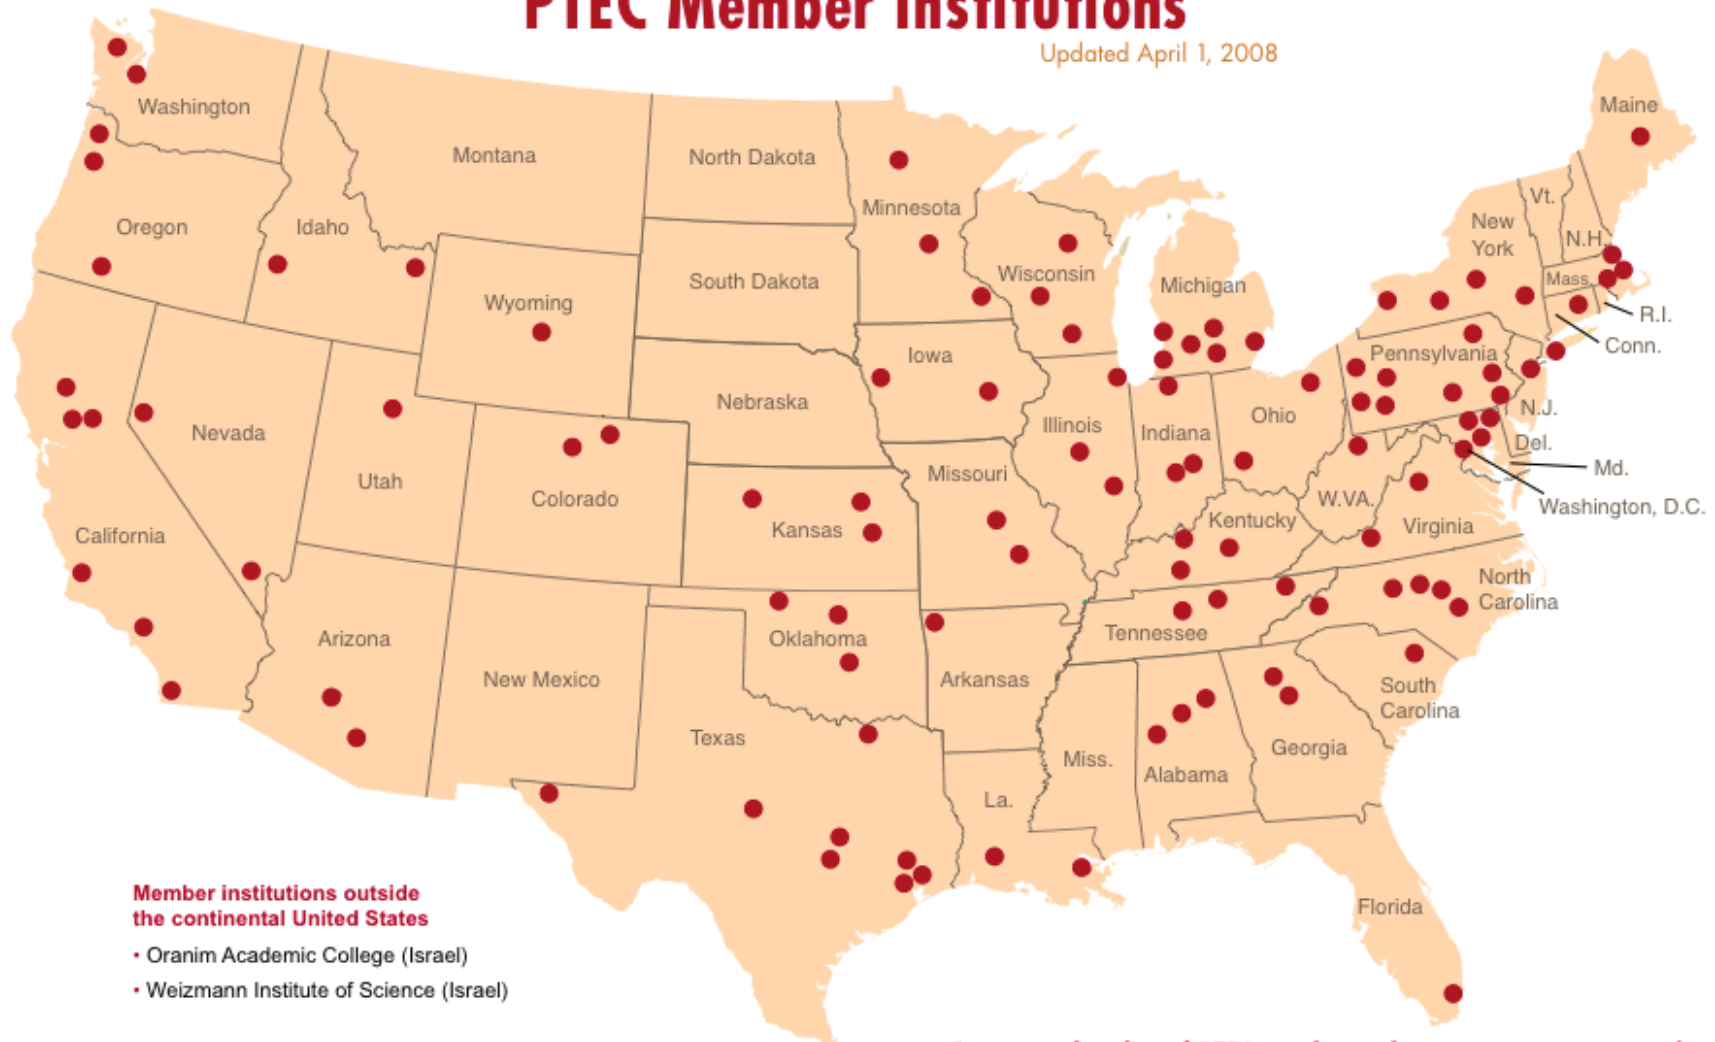 PTEC Member Institutions
Updated April 1, 2008
Washington
Montana
North Dakota
Minnesota
Maine
Oregon
Idaho
Wyoming
South Dakota
Wisconsin
Michigan
New
York
Vt.
N.H.
Mass.
R.I.
Conn.
Iowa
Nebraska
Pennsylvania
N.J.
Del.
Md.
Washington, D.C.
Nevada
Utah
Colorado
Illinois
Indiana
Ohio
Missouri
Kansas
Kentucky
W.VA.
Virginia
California
North
Carolina
Arizona
New Mexico
Oklahoma
Arkansas
Tennessee
South
Carolina
Texas
La.
Miss.
Alabama
Georgia
Florida
Member institutions outside
the continental United States
• Oranim Academic College (Israel)
• Weizmann Institute of Science (Israel)